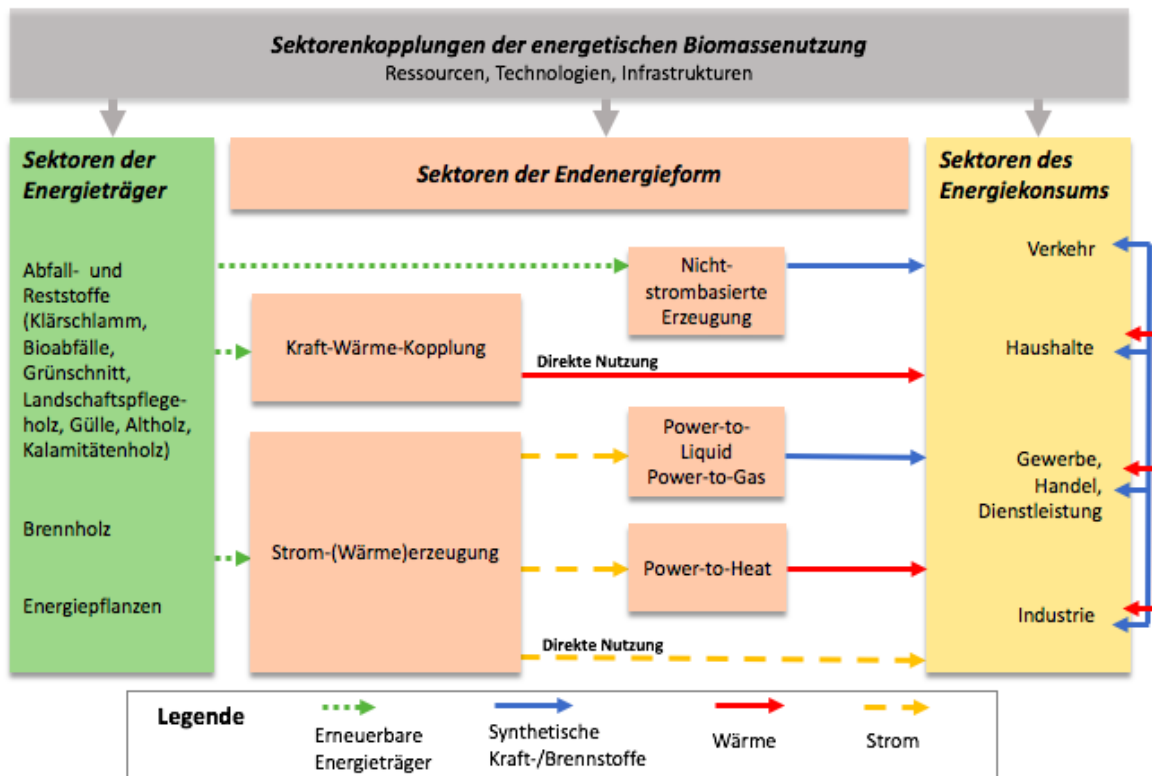 Sektorenkopplungen der energetischen Biomassenutzung
Ressourcen, Technologien, Infrastrukturen
Sektoren der
Energieträger
Abfall- und
Reststoffe
(Klärschlamm,
Bioabfälle,
Grünschnitt,
Landschaftspflege-
holz, Gülle, Altholz,
Kalamitätenholz)
Brennholz
Energiepflanzen
Sektoren der Endenergieform
Nicht-
strombasierte
Erzeugung
Kraft-Wärme-Kopplung
Direkte Nutzung
Power-to-
Liquid
Power-to-Gas
Strom-(Wärme)erzeugung
Power-to-Heat
Direkte Nutzung
Sektoren des
Energiekonsums
Verkehr
Haushalte
Gewerbe,
Handel,
Dienstleistung
Industrie
Legende
Erneuerbare
Energieträger
Synthetische
Kraft-/Brennstoffe
Wärme
Strom